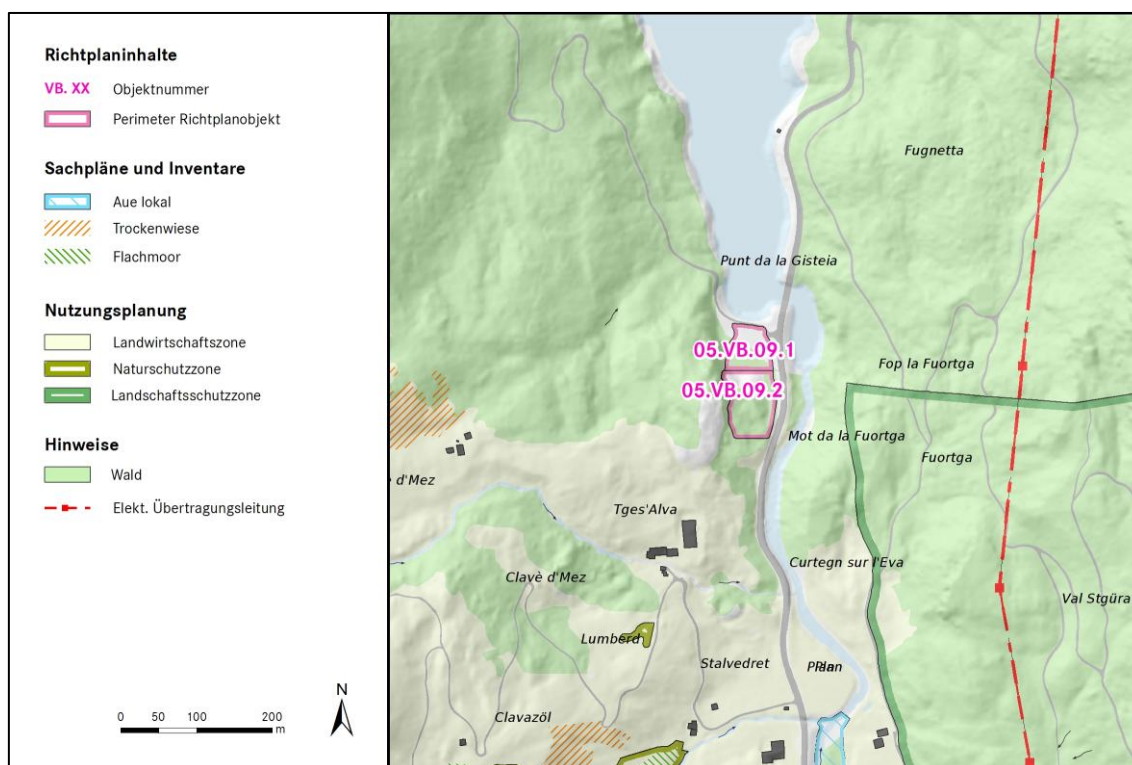 Richtplaninhalte
VB. XX Objektnummer
Perimeter Richtplanobjekt
Sachpläne und Inventare
Aue lokal
Trockenwiese
Flachmoor
Nutzungsplanung
Landwirtschaftszone
Naturschutzzone
Landschaftsschutzzone
Hinweise
Wald
Elekt. Übertragungsleitung
N
0 50 100 200
m
Fugnetta
Punt da la Gisteia
05.VB.09.1
Fop la Fuortga
05.VB.09.2
Mot da la Fuortga
Fuortga
d'Mez
Tges'Alva
Curtegn sur l'Eva
Clavè d'Mez
Val Stgüra
Lumberd
Stalvedret
Plan
Clavazöl